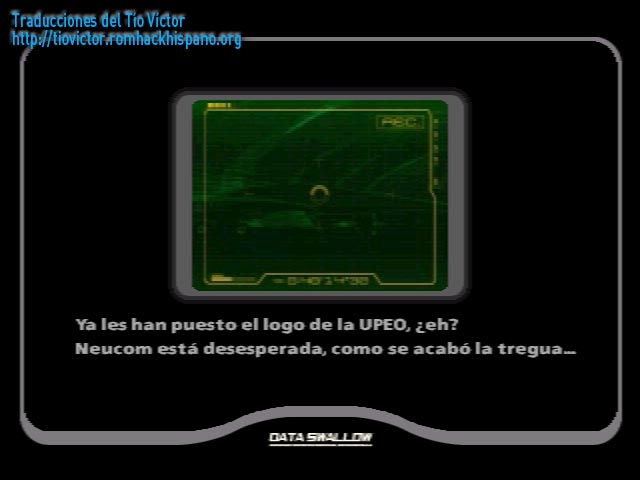 Traducciones del Tio Victor
http://tiovictor.romhackhispano.org
ABC.
Ya les han puesto el logo de la UPEO, ¿eh?
Neucom está desesperada, como se acabó la tregua...
DATA SWALLOW